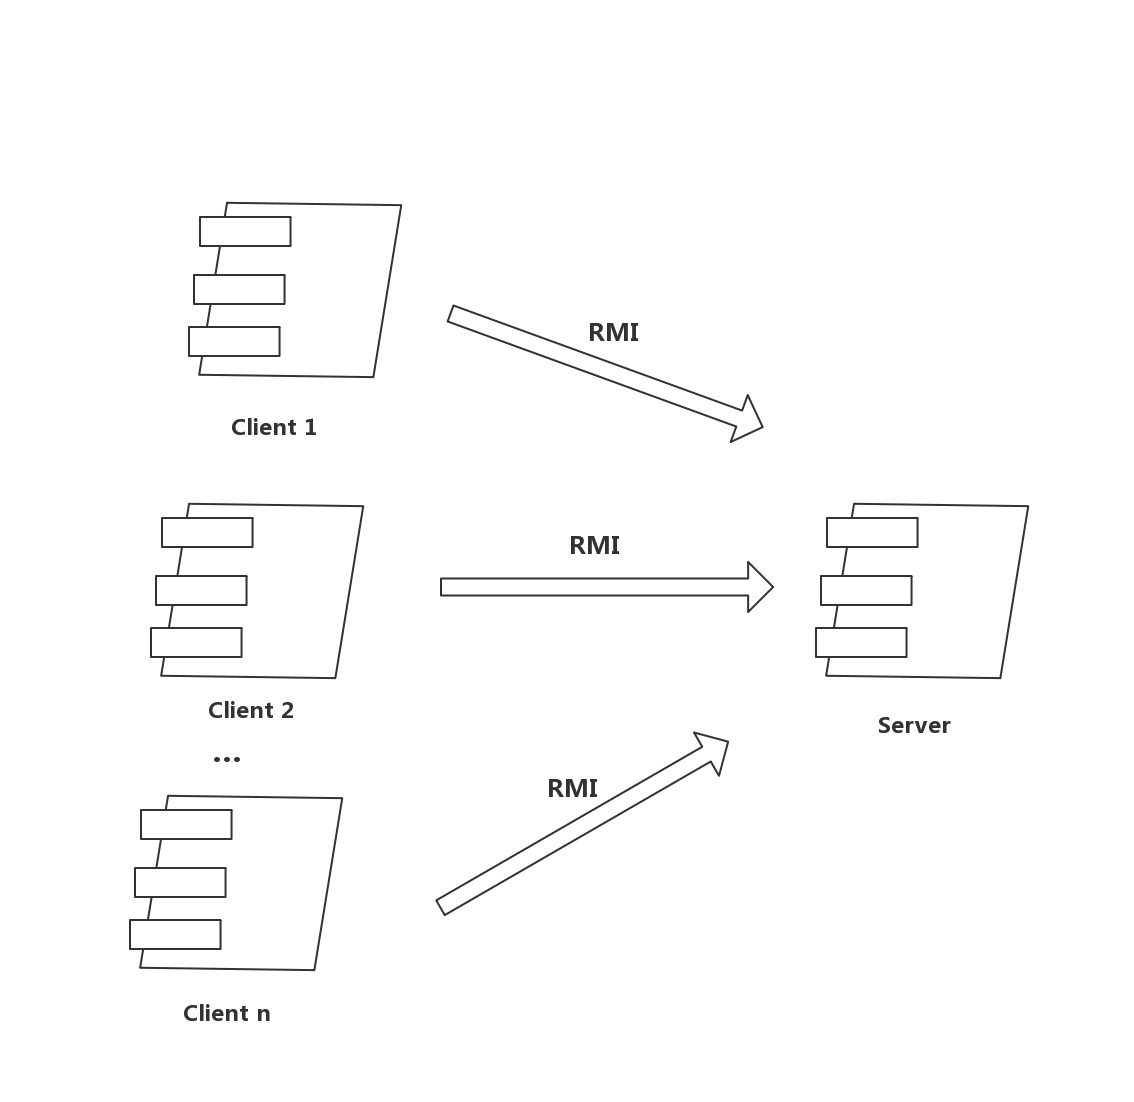 RMI
Client 1
RMI
Client 2
Server
...
RMI
Client n